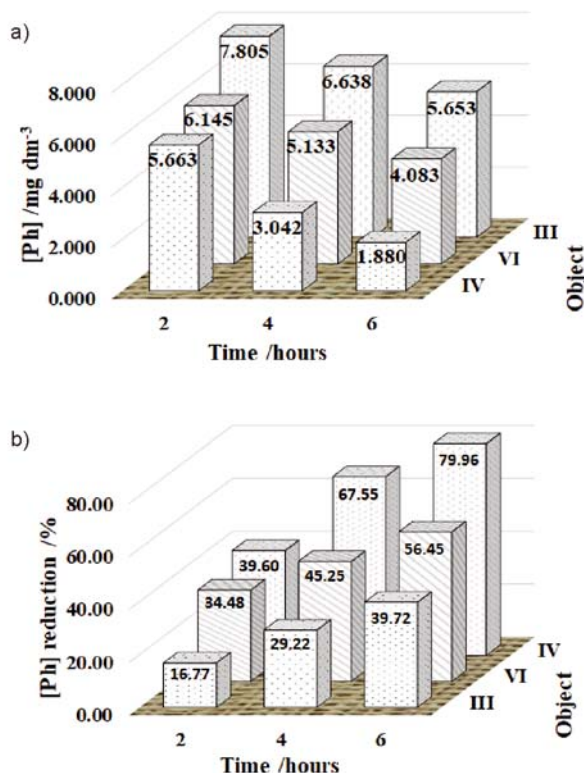 a)
[Ph] /mg dm-3
8.000
6.000
4.000
2.000
0.000
7.805
6.638
5.653
6.145
5.133
4.083
5.663
3.042
1.880
III
VI
IV
Object
2 4 6
Time /hours
b)
[Ph] reduction /%
80.00
60.00
40.00
20.00
0.00
79.96
67.55
39.60
56.45
45.25
34.48
39.72
29.22
16.77
IV
VI
III
Object
2 4 6
Time /hours